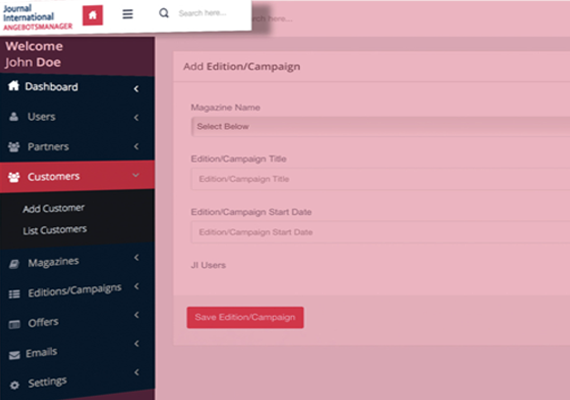 Journal
International
ANGEBOTSMANAGER
Search here...
rch here...
Welcome
John Doe
Dashboard
Users
Partners
Customers
Add Customer
List Customers
Magazines
Editions/Campaigns
Offers
Emails
Settings
Add Edition/Campaign
Magazine Name
Select Below
Edition/Campaign Title
Edition/Campaign Title
Edition/Campaign Start Date
Edition/Campaign Start Date
JI Users
Save Edition/Campaign